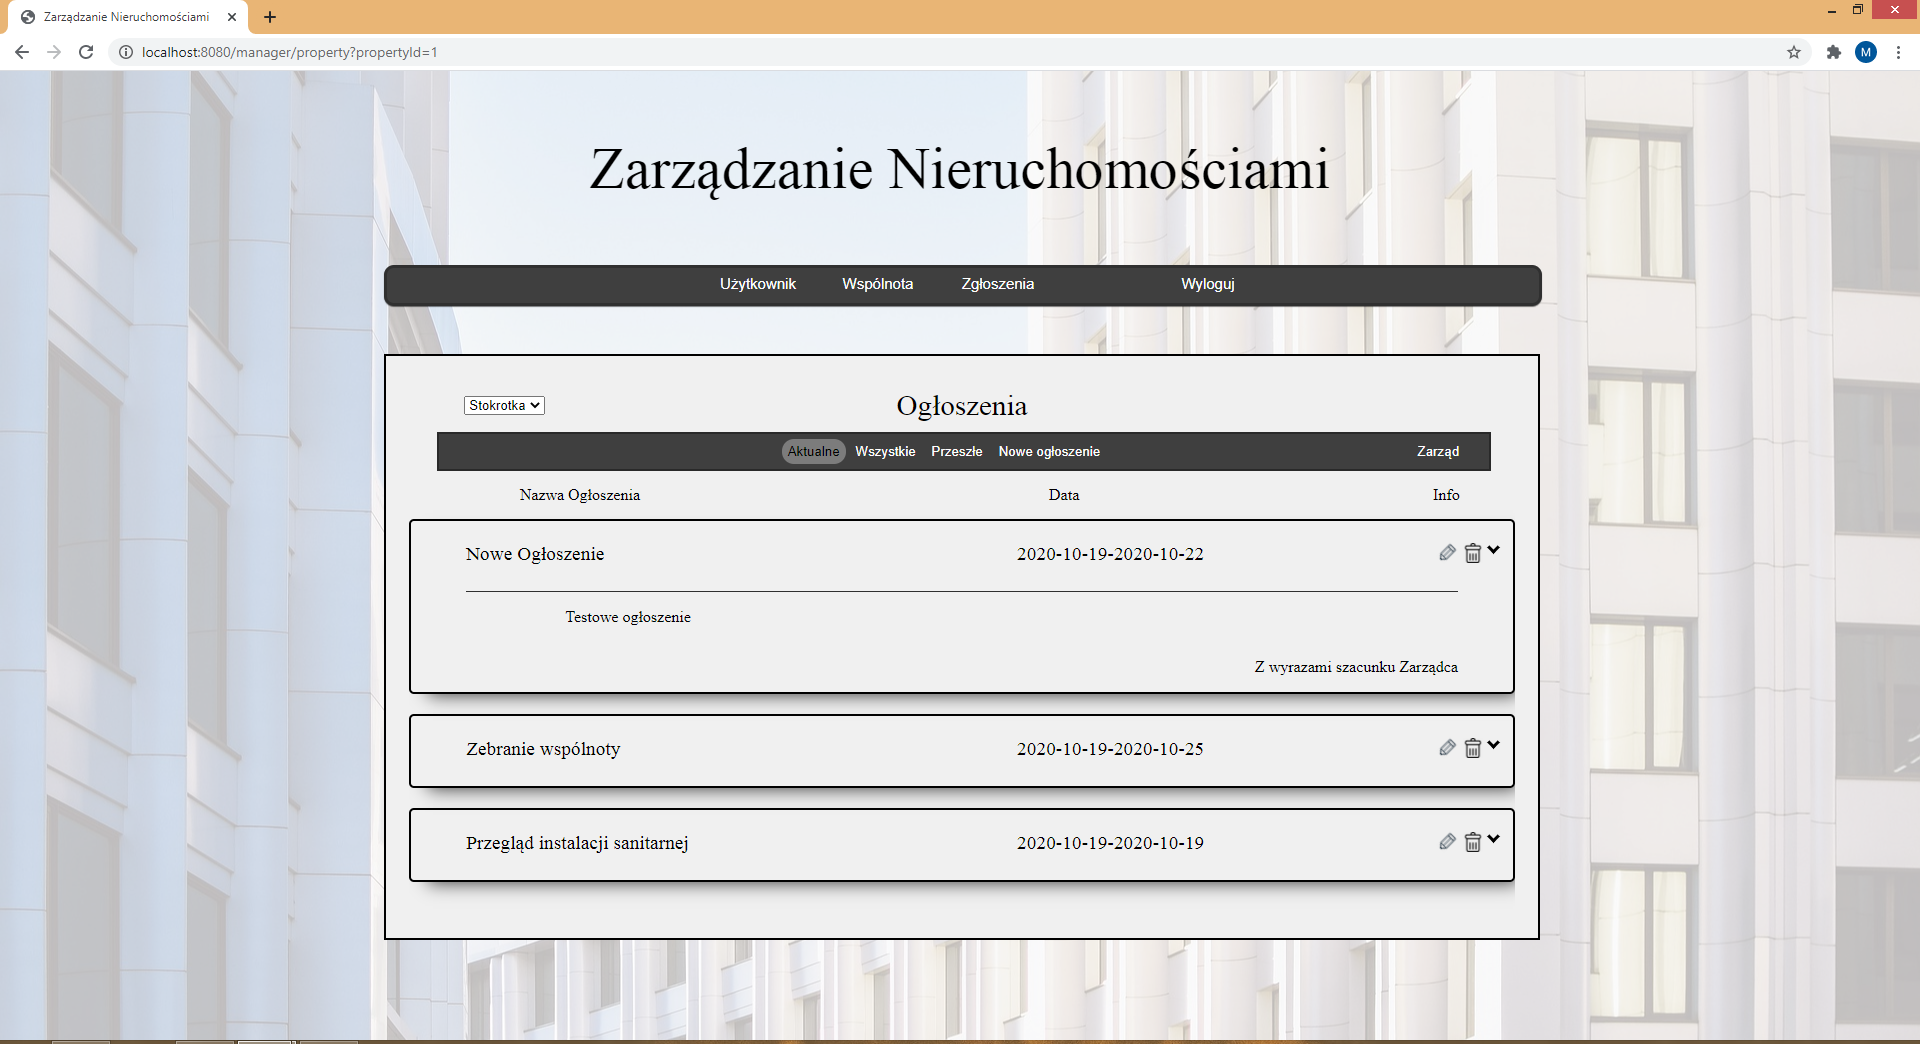 Zarządzanie Nieruchomościami
localhost:8080/manager/property?propertyId=1
M
Zarządzanie Nieruchomościami
Użytkownik Wspólnota Zgłoszenia Wyloguj
Stokrotka Ogłoszenia
Aktualne Wszystkie Przeszłe Nowe ogłoszenie Zarząd
Nazwa Ogłoszenia Data Info
Nowe Ogłoszenie 2020-10-19-2020-10-22
Testowe ogłoszenie
Z wyrazami szacunku Zarządca
Zebranie wspólnoty 2020-10-19-2020-10-25
Przegląd instalacji sanitarnej 2020-10-19-2020-10-19